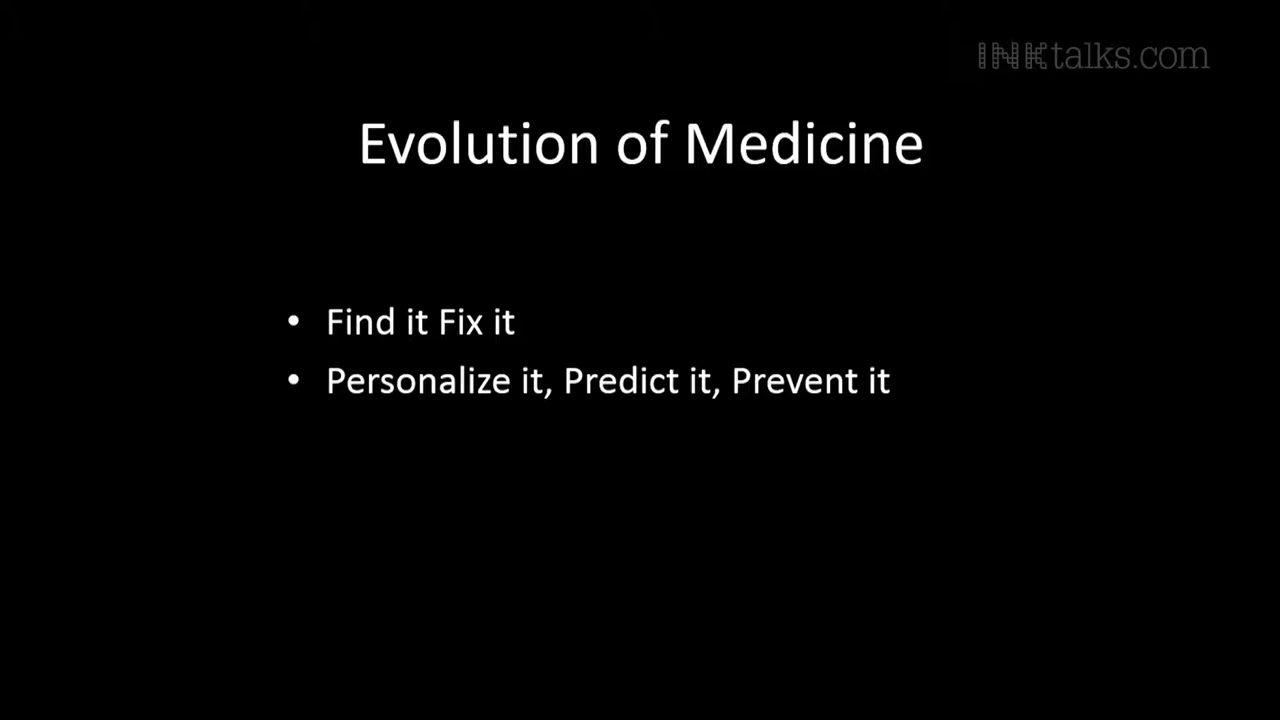 INKtalks.com
Evolution of Medicine
• Find it Fix it
• Personalize it, Predict it, Prevent it